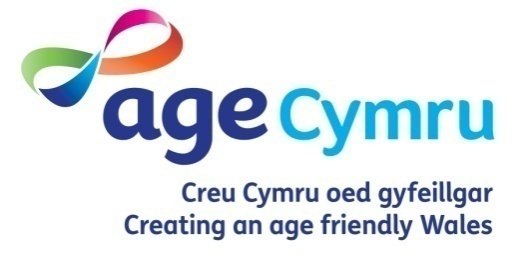 age Cymru
Creu Cymru oed gyfeillgar
Creating an age friendly Wales